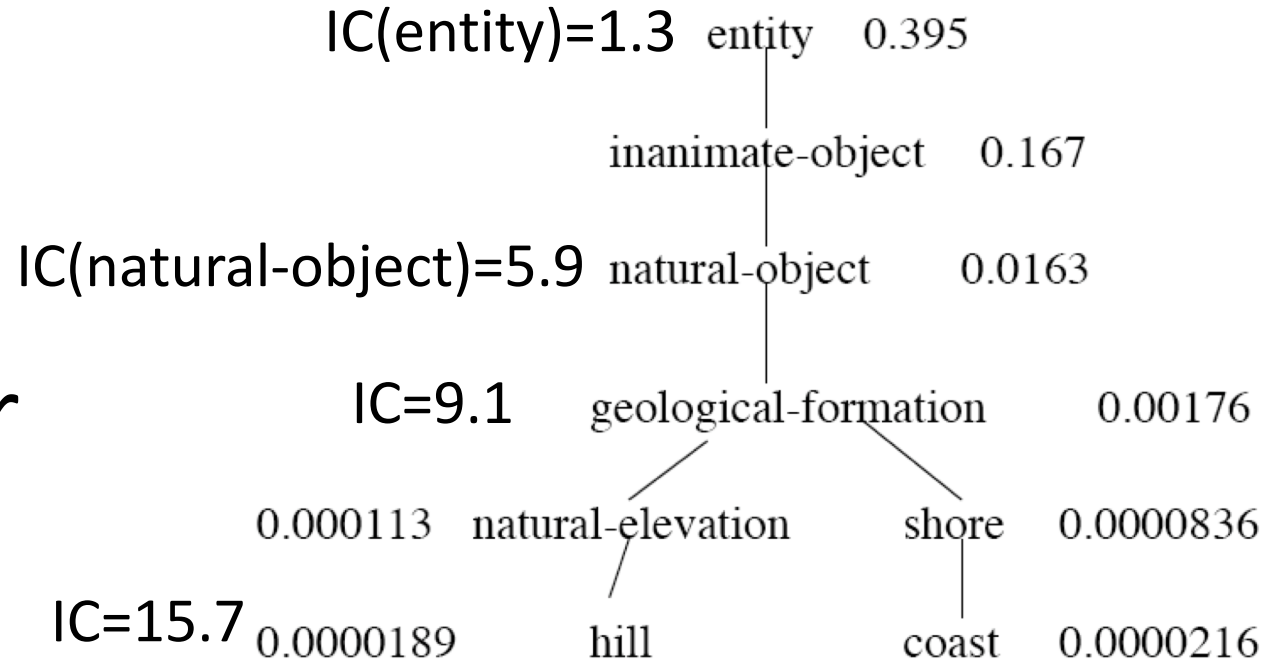 IC(entity)=1.3 entity 0.395
inanimate-object 0.167
IC(natural-object)=5.9 natural-object 0.0163
IC=9.1 geological-formation 0.00176
0.000113 natural-elevation shore 0.0000836
IC=15.7 0.0000189 hill coast 0.0000216